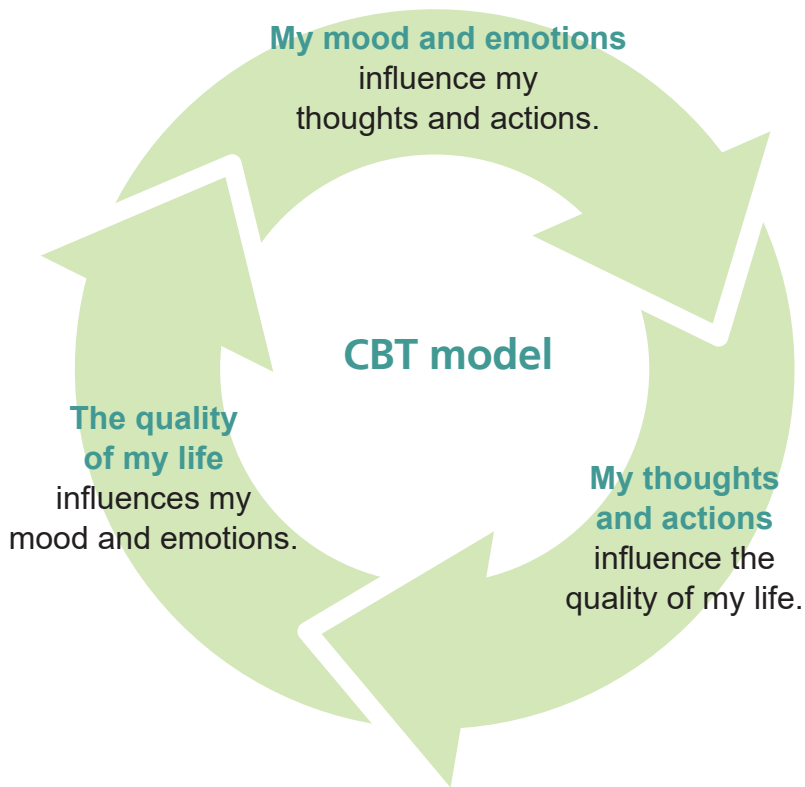 My mood and emotions
influence my
thoughts and actions.
CBT model
The quality
of my life
influences my
mood and emotions.
My thoughts
and actions
influence the
quality of my life.